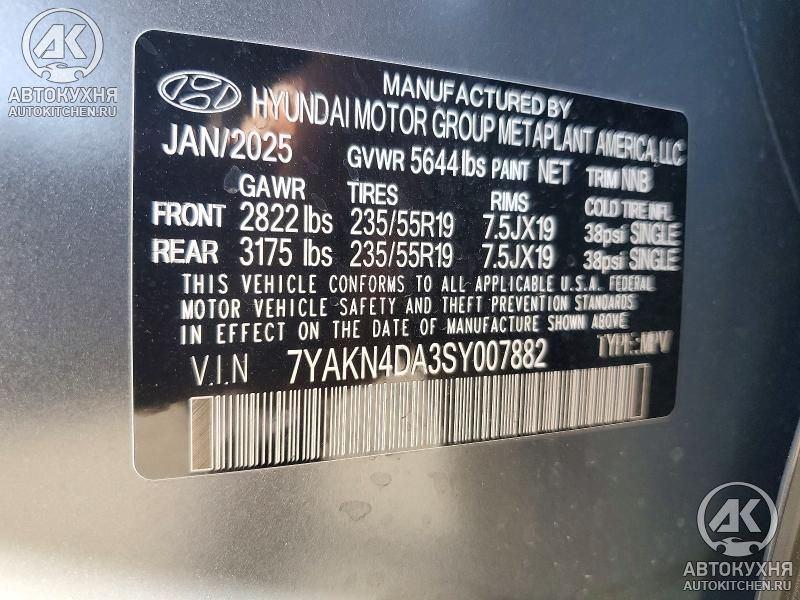 АК
АВТОКУХНЯ
AUTOKITCHEN.RU
MANUFACTURED BY
HYUNDAI MOTOR GROUP METAPLANT AMERICA, LLC
JAN/2025 GVWR 5644 lbs PAINT NET TRIM NNB
GAWR TIRES RIMS COLD TIRE NFL
FRONT 2822 lbs 235/55R19 7.5JX19 38psi SINGLE
REAR 3175 lbs 235/55R19 7.5JX19 38psi SINGLE
THIS VEHICLE CONFORMS TO ALL APPLICABLE U.S.A. FEDERAL
MOTOR VEHICLE SAFETY AND THEFT PREVENTION STANDARDS
IN EFFECT ON THE DATE OF MANUFACTURE SHOWN ABOVE.
V.I.N 7YAKN4DA3SY007882 TYPE: MPV
АК
АВТОКУХНЯ
AUTOKITCHEN.RU